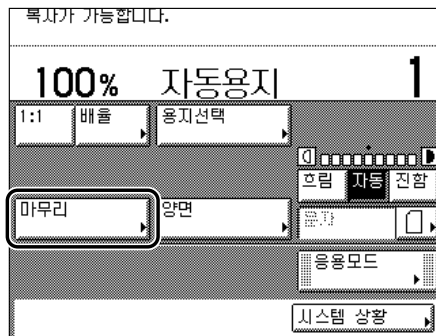 복사가 가능합니다.
100% 자동용지 1
1:1 배율 용지선택
흐림 자동 진함
마무리 양면 문자
응용모드
시스템 상황